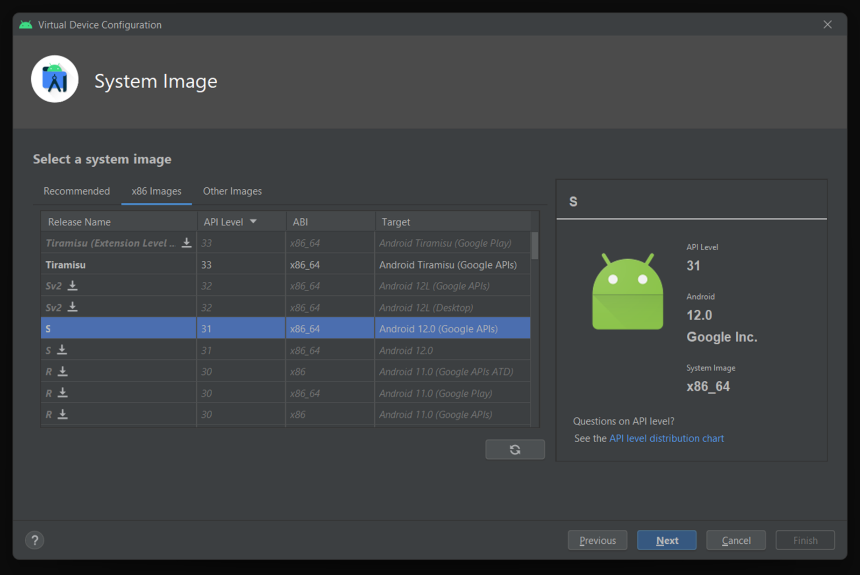 Virtual Device Configuration
System Image
Select a system image
Recommended x86 Images Other Images
Release Name API Level ABI Target
Tiramisu (Extension Level ... 33 x86_64 Android Tiramisu (Google Play)
Tiramisu 33 x86_64 Android Tiramisu (Google APIs)
Sv2 32 x86_64 Android 12L (Google APIs)
Sv2 32 x86_64 Android 12L (Desktop)
S 31 x86_64 Android 12.0 (Google APIs)
S 31 x86_64 Android 12.0
R 30 x86 Android 11.0 (Google APIs ATD)
R 30 x86_64 Android 11.0 (Google Play)
R 30 x86 Android 11.0 (Google APIs)
S
API Level
31
Android
12.0
Google Inc.
System Image
x86_64
Questions on API level?
See the API level distribution chart
? Previous Next Cancel Finish